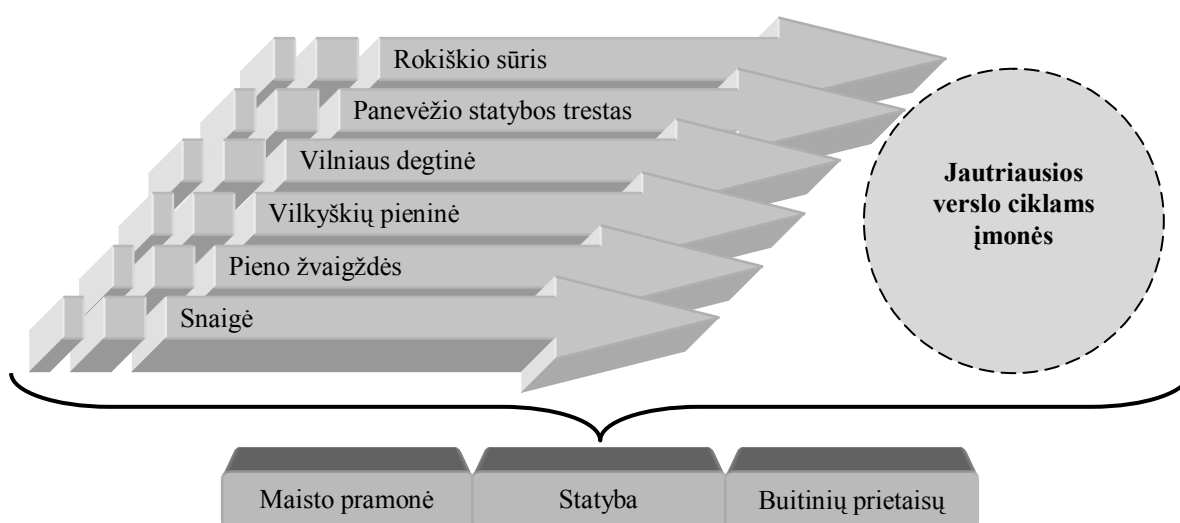 Rokiškio sūris
Panevėžio statybos trestas
Vilniaus degtinė
Vilkyškių pieninė
Pieno žvaigždės
Snaigė
Jautriausios
verslo ciklams
įmonės
Maisto pramonė
Statyba
Buitinių prietaisų